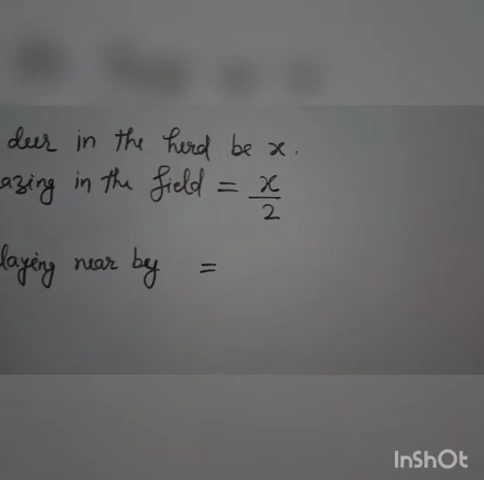 deer in the herd be x.
azing in the field = x/2
laying near by =
InShOt